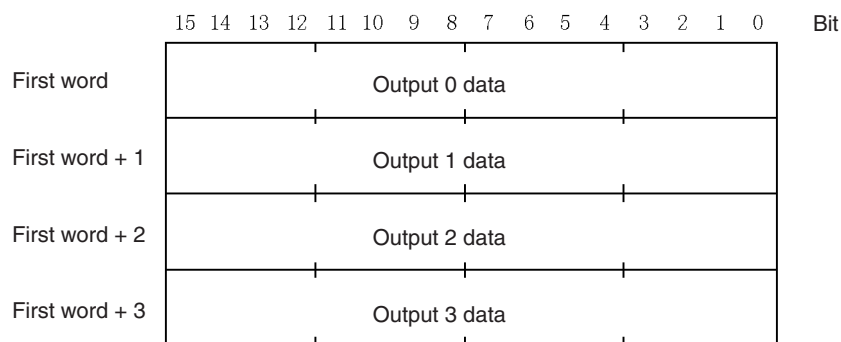 15 14 13 12 11 10 9 8 7 6 5 4 3 2 1 0 Bit
First word Output 0 data
First word + 1 Output 1 data
First word + 2 Output 2 data
First word + 3 Output 3 data